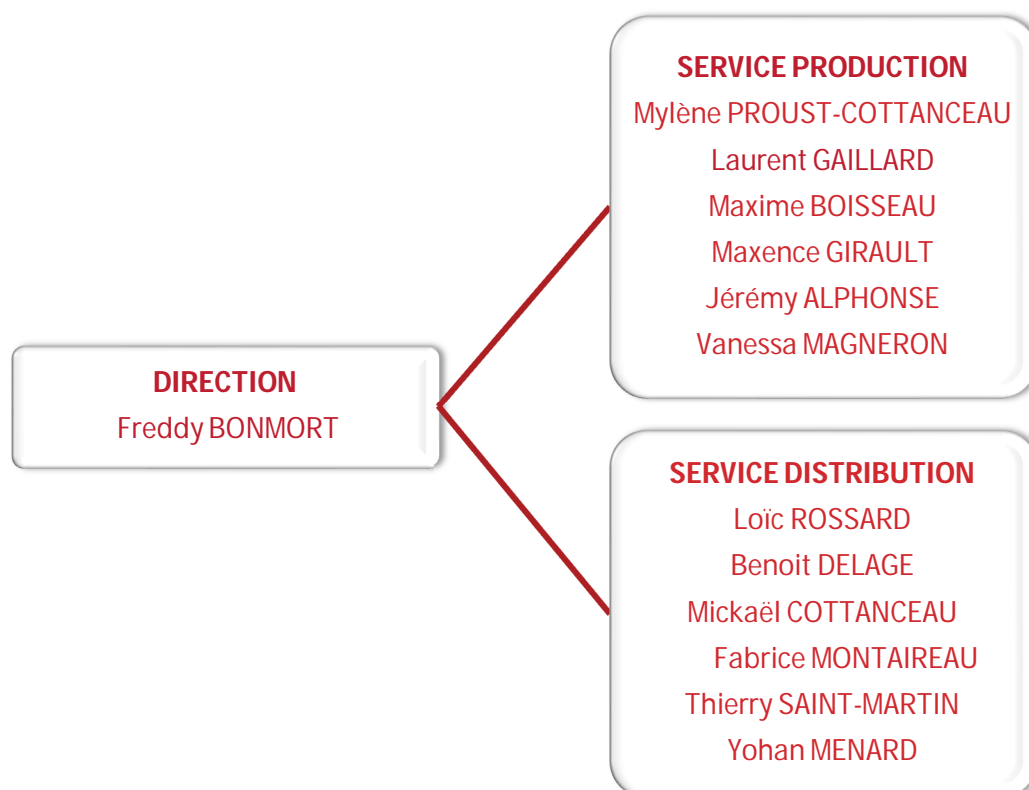 SERVICE PRODUCTION
Mylène PROUST-COTTANCEAU
Laurent GAILLARD
Maxime BOISSEAU
Maxence GIRAULT
Jérémy ALPHONSE
Vanessa MAGNERON
DIRECTION
Freddy BONMORT
SERVICE DISTRIBUTION
Loïc ROSSARD
Benoit DELAGE
Mickaël COTTANCEAU
Fabrice MONTAIREAU
Thierry SAINT-MARTIN
Yohan MENARD